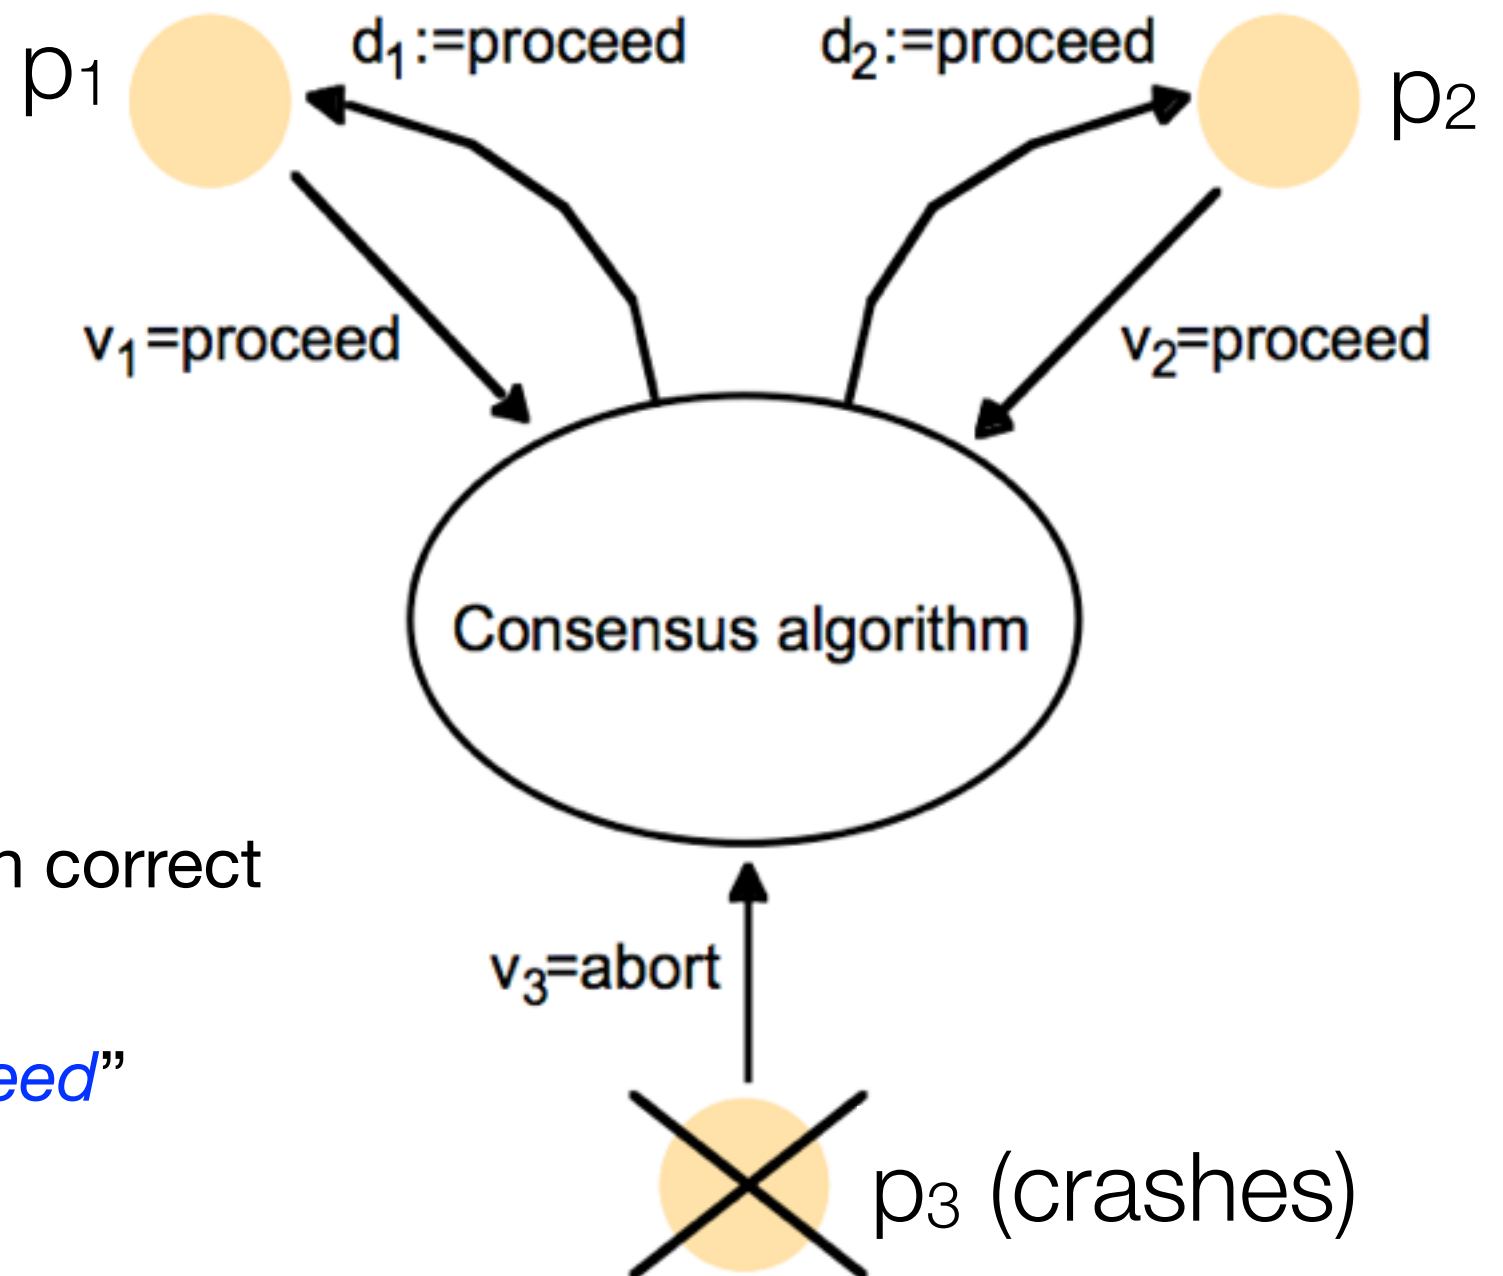 d₁:=proceed
d₂:=proceed
p₁
p₂
v₁=proceed
v₂=proceed
Consensus algorithm
correct
v₃=abort
”
p₃ (crashes)